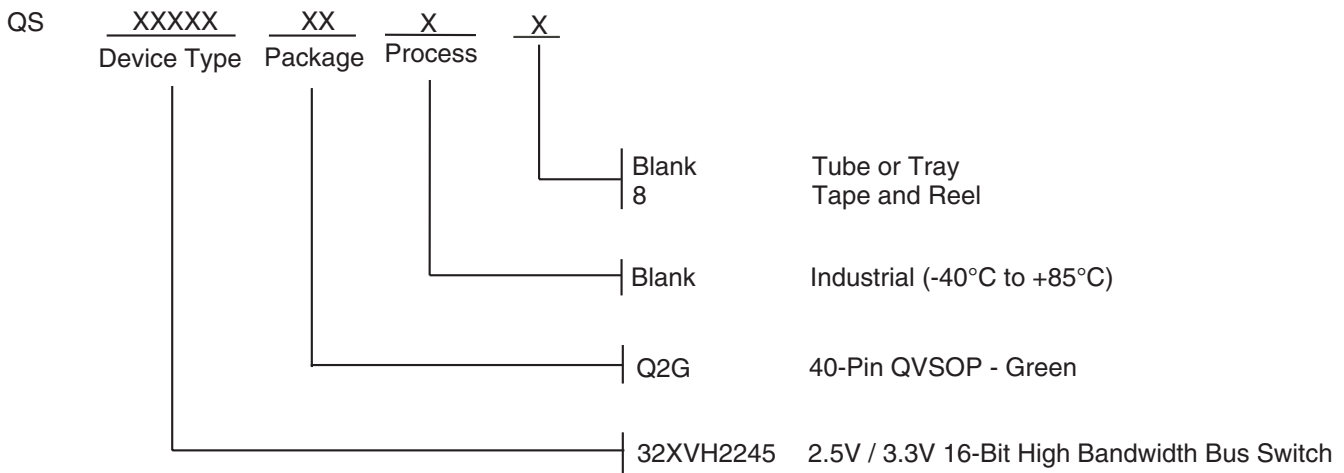 QS XXXXX XX X X
Device Type Package Process
Blank Tube or Tray
8 Tape and Reel
Blank Industrial (-40°C to +85°C)
Q2G 40-Pin QVSOP - Green
32XVH2245 2.5V / 3.3V 16-Bit High Bandwidth Bus Switch